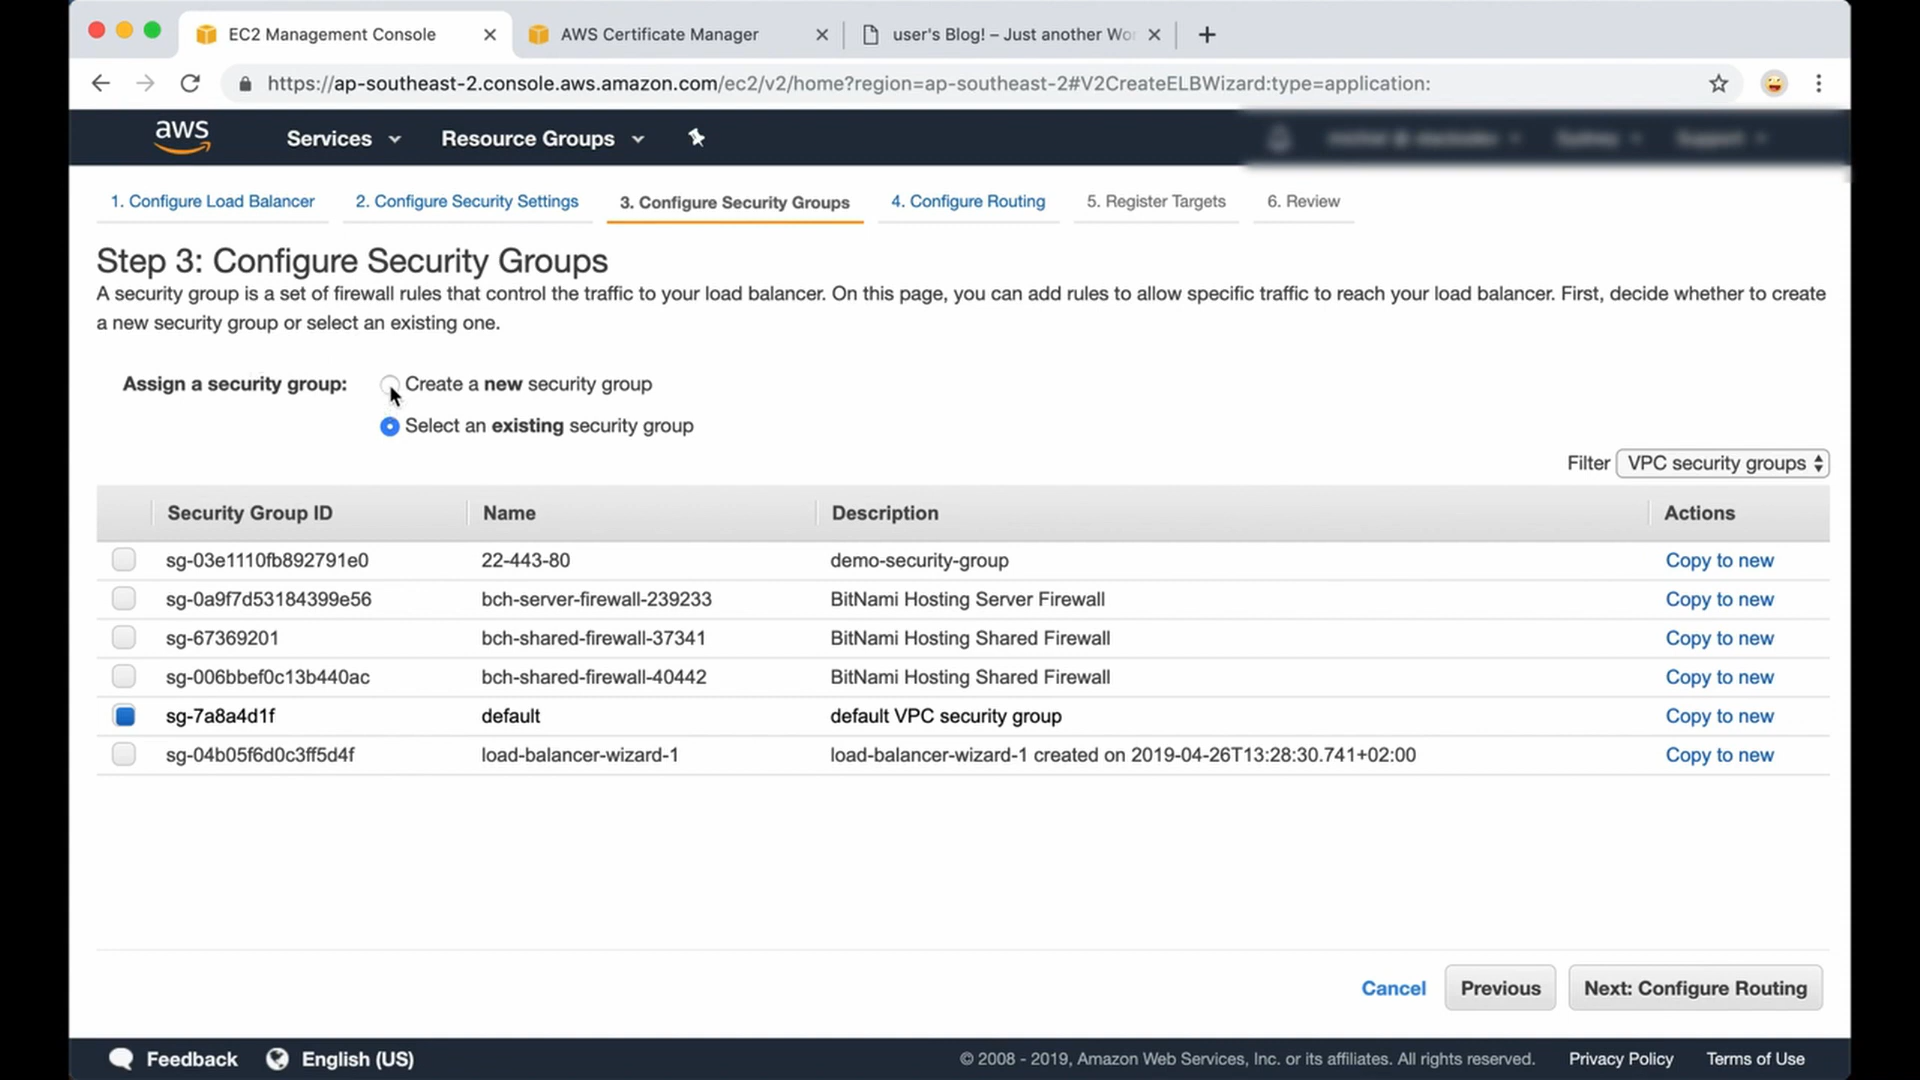 EC2 Management Console
AWS Certificate Manager
user's Blog! – Just another Wo
https://ap-southeast-2.console.aws.amazon.com/ec2/v2/home?region=ap-southeast-2#V2CreateELBWizard:type=application:
aws Services Resource Groups Sydney Support
1. Configure Load Balancer 2. Configure Security Settings 3. Configure Security Groups 4. Configure Routing 5. Register Targets 6. Review
Step 3: Configure Security Groups
A security group is a set of firewall rules that control the traffic to your load balancer. On this page, you can add rules to allow specific traffic to reach your load balancer. First, decide whether to create
a new security group or select an existing one.
Assign a security group: Create a new security group
Select an existing security group
Filter VPC security groups
Security Group ID Name Description Actions
sg-03e1110fb892791e0 22-443-80 demo-security-group Copy to new
sg-0a9f7d53184399e56 bch-server-firewall-239233 BitNami Hosting Server Firewall Copy to new
sg-67369201 bch-shared-firewall-37341 BitNami Hosting Shared Firewall Copy to new
sg-006bbef0c13b440ac bch-shared-firewall-40442 BitNami Hosting Shared Firewall Copy to new
sg-7a8a4d1f default default VPC security group Copy to new
sg-04b05f6d0c3ff5d4f load-balancer-wizard-1 load-balancer-wizard-1 created on 2019-04-26T13:28:30.741+02:00 Copy to new
Cancel Previous Next: Configure Routing
Feedback English (US) © 2008 - 2019, Amazon Web Services, Inc. or its affiliates. All rights reserved. Privacy Policy Terms of Use